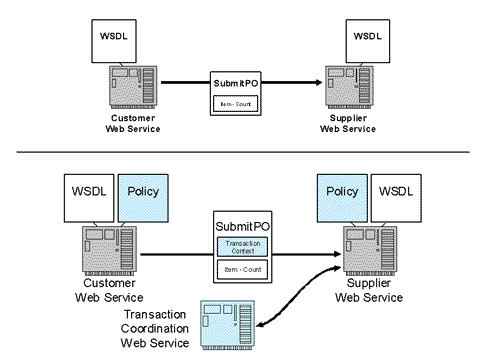 WSDL
WSDL
SubmitPO
Item - Count
Customer
Web Service
Supplier
Web Service
WSDL
Policy
Policy
WSDL
SubmitPO
Transaction
Context
Item - Count
Customer
Web Service
Supplier
Web Service
Transaction
Coordination
Web Service